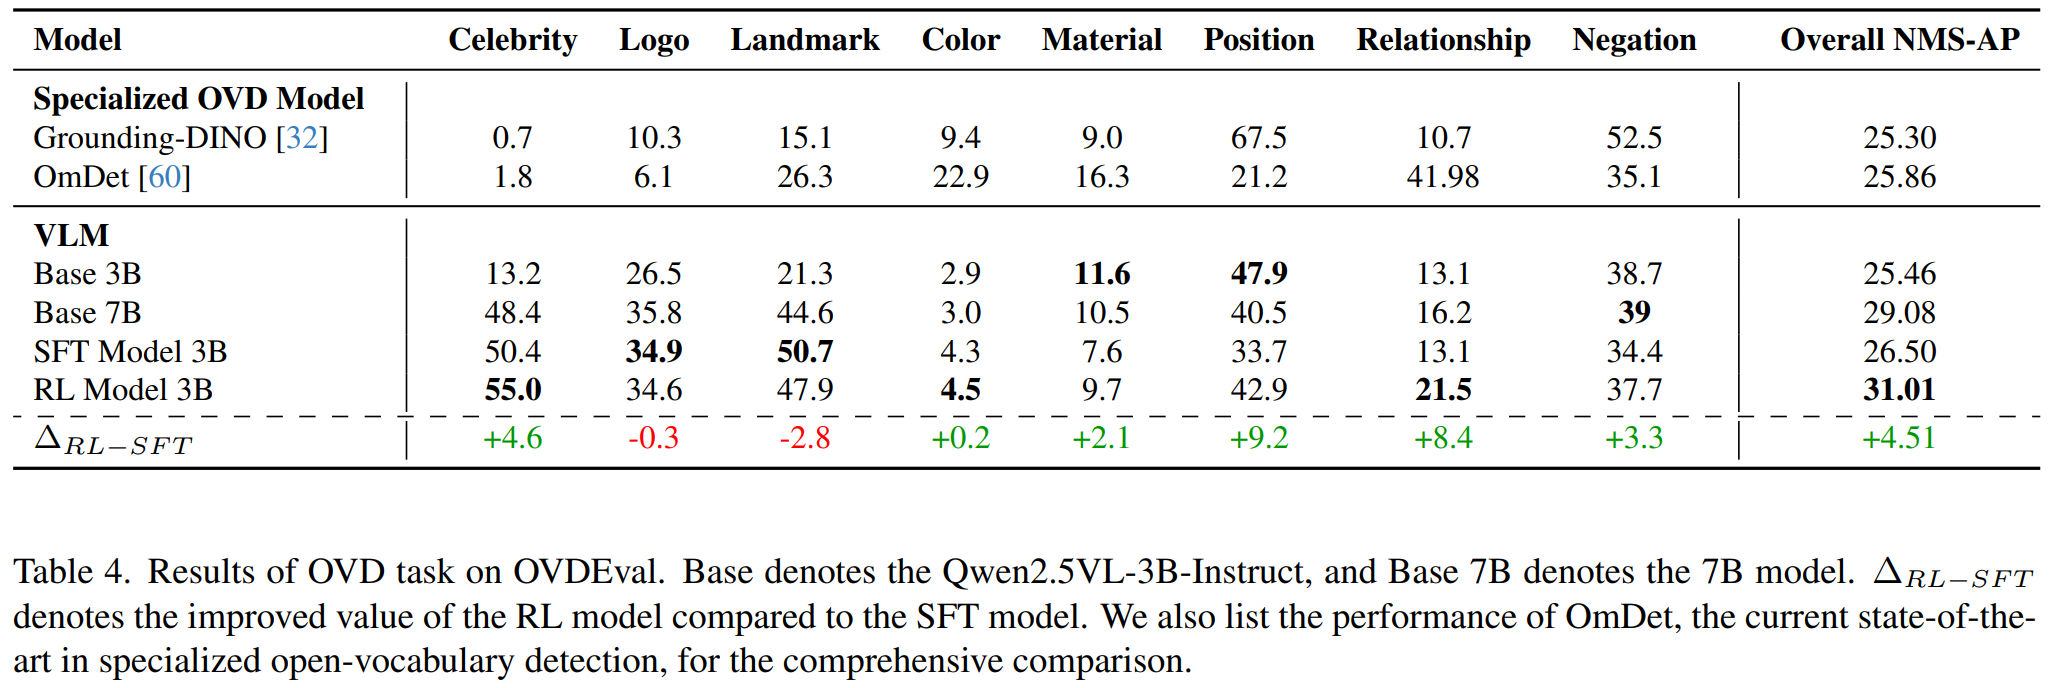 Model Celebrity Logo Landmark Color Material Position Relationship Negation Overall NMS-AP
Specialized OVD Model
Grounding-DINO [32] 0.7 10.3 15.1 9.4 9.0 67.5 10.7 52.5 25.30
OmDet [60] 1.8 6.1 26.3 22.9 16.3 21.2 41.98 35.1 25.86
VLM
Base 3B 13.2 26.5 21.3 2.9 11.6 47.9 13.1 38.7 25.46
Base 7B 48.4 35.8 44.6 3.0 10.5 40.5 16.2 39 29.08
SFT Model 3B 50.4 34.9 50.7 4.3 7.6 33.7 13.1 34.4 26.50
RL Model 3B 55.0 34.6 47.9 4.5 9.7 42.9 21.5 37.7 31.01
Δ_{RL−SFT} +4.6 -0.3 -2.8 +0.2 +2.1 +9.2 +8.4 +3.3 +4.51
Table 4. Results of OVD task on OVDEval. Base denotes the Qwen2.5VL-3B-Instruct, and Base 7B denotes the 7B model. Δ_{RL−SFT}
denotes the improved value of the RL model compared to the SFT model. We also list the performance of OmDet, the current state-of-the-
art in specialized open-vocabulary detection, for the comprehensive comparison.